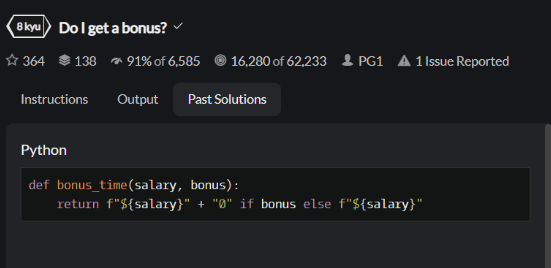 8 kyu Do I get a bonus?
364 138 91% of 6,585 16,280 of 62,233 PG1 1 Issue Reported
Instructions Output Past Solutions
Python
def bonus_time(salary, bonus):
    return f"${salary}" + "0" if bonus else f"${salary}"